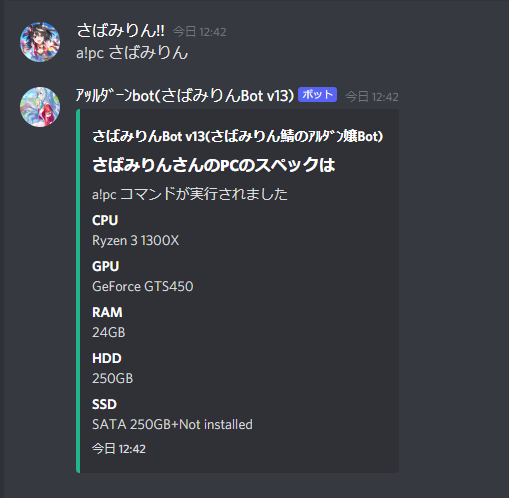 さばみりん!! 今日 12:42
a!pc さばみりん
ｱｯﾙﾀﾞｰﾝbot(さばみりんBot v13) ボット 今日 12:42
さばみりんBot v13(さばみりん鯖のｱﾙﾀﾞﾝ嬢Bot)
さばみりんさんのPCのスペックは
a!pc コマンドが実行されました
CPU
Ryzen 3 1300X
GPU
GeForce GTS450
RAM
24GB
HDD
250GB
SSD
SATA 250GB+Not installed
今日 12:42